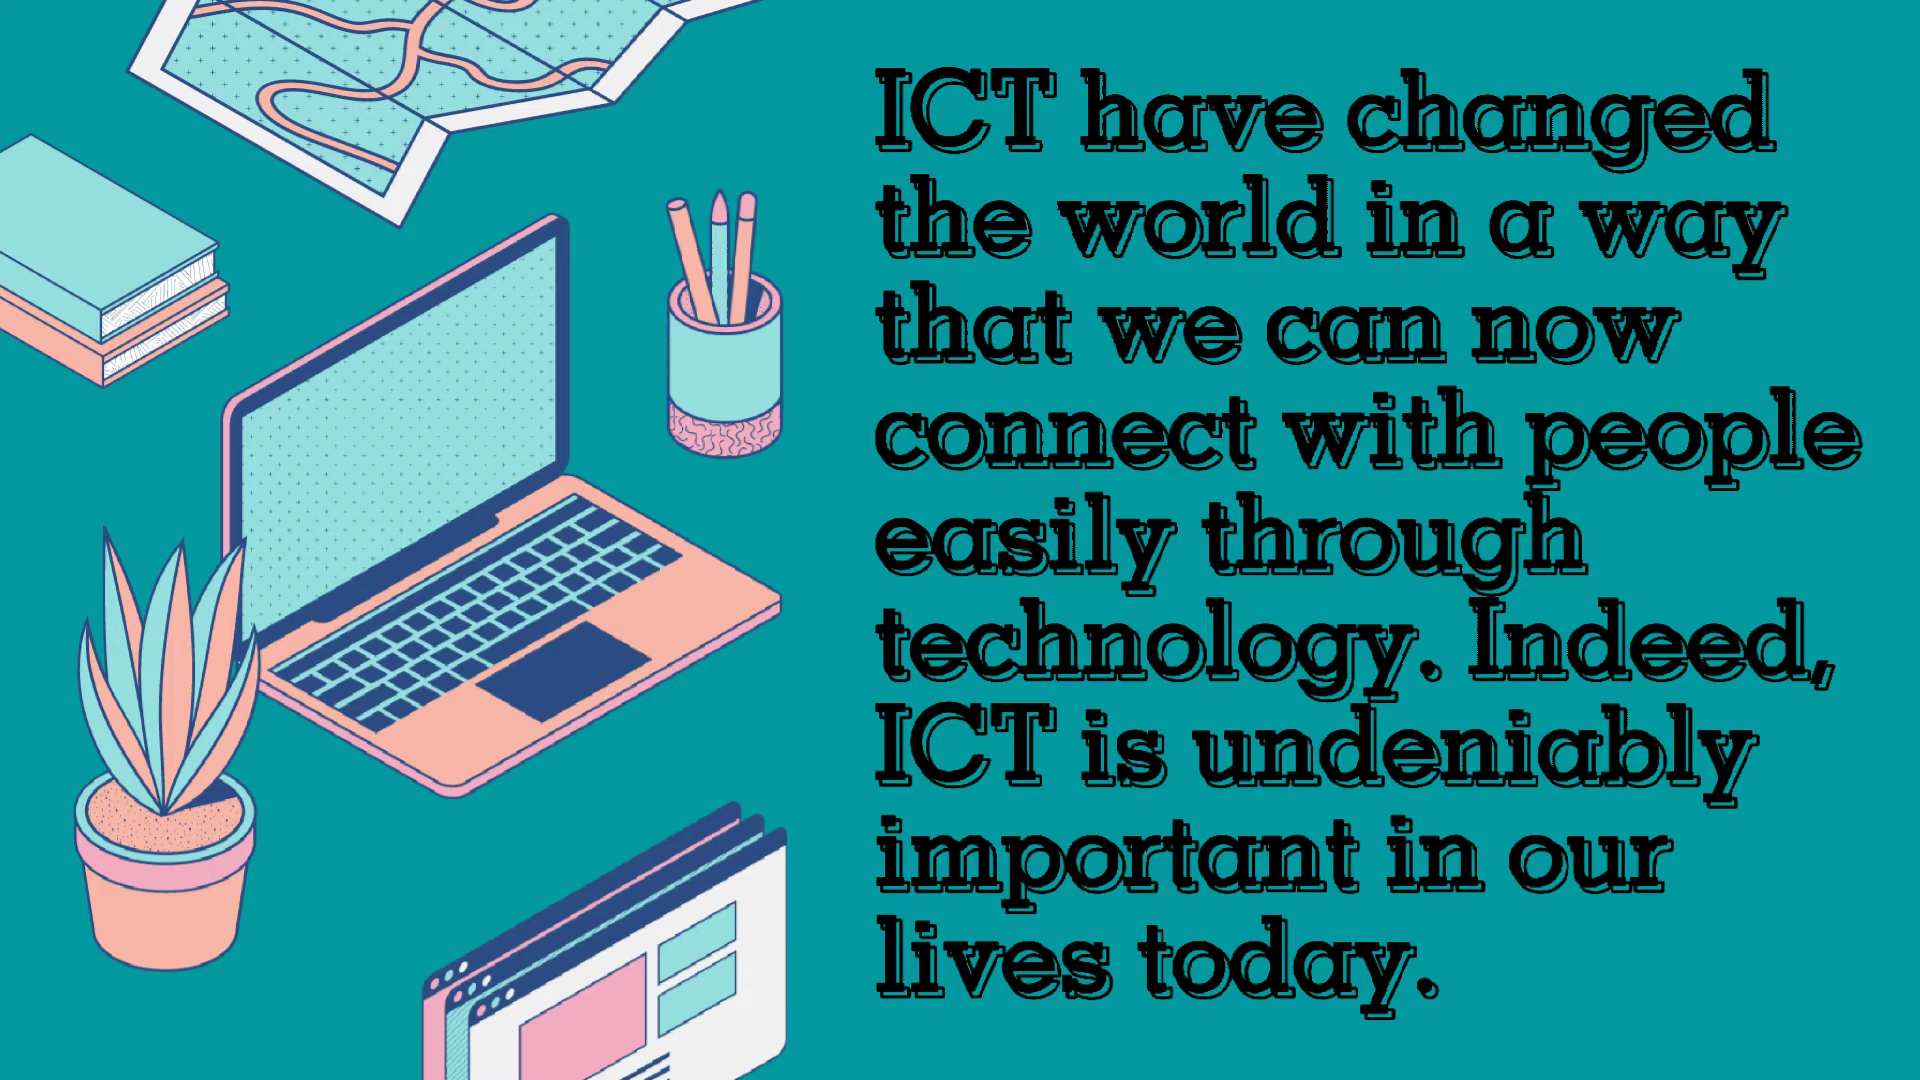 ICT have changed
the world in a way
that we can now
connect with people
easily through
technology. Indeed,
ICT is undeniably
important in our
lives today.